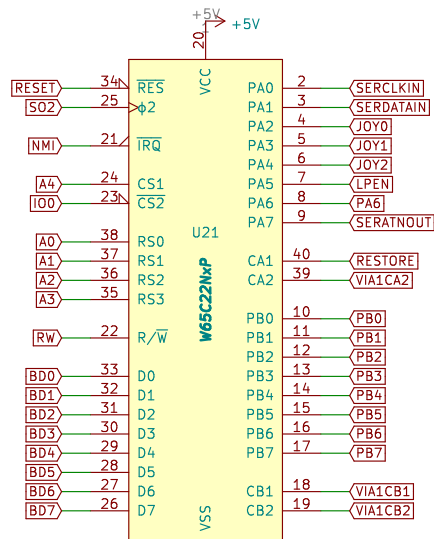 +5V
+5V
20
VCC
RESET 34 RES PA0 2 SERCLKIN
SO2 25 ϕ2 PA1 3 SERDATAIN
PA2 4 JOY0
NMI 21 IRQ PA3 5 JOY1
PA4 6 JOY2
A4 24 CS1 PA5 7 LPEN
IO0 23 CS2 PA6 8 PA6
PA7 9 SERATNOUT
U21
A0 38 RS0
A1 37 RS1 CA1 40 RESTORE
A2 36 RS2 CA2 39 VIA1CA2
A3 35 RS3
W65C22NxP
PB0 10 PB0
RW 22 R/W PB1 11 PB1
PB2 12 PB2
BD0 33 D0 PB3 13 PB3
BD1 32 D1 PB4 14 PB4
BD2 31 D2 PB5 15 PB5
BD3 30 D3 PB6 16 PB6
BD4 29 D4 PB7 17 PB7
BD5 28 D5
BD6 27 D6 CB1 18 VIA1CB1
BD7 26 D7 CB2 19 VIA1CB2
VSS